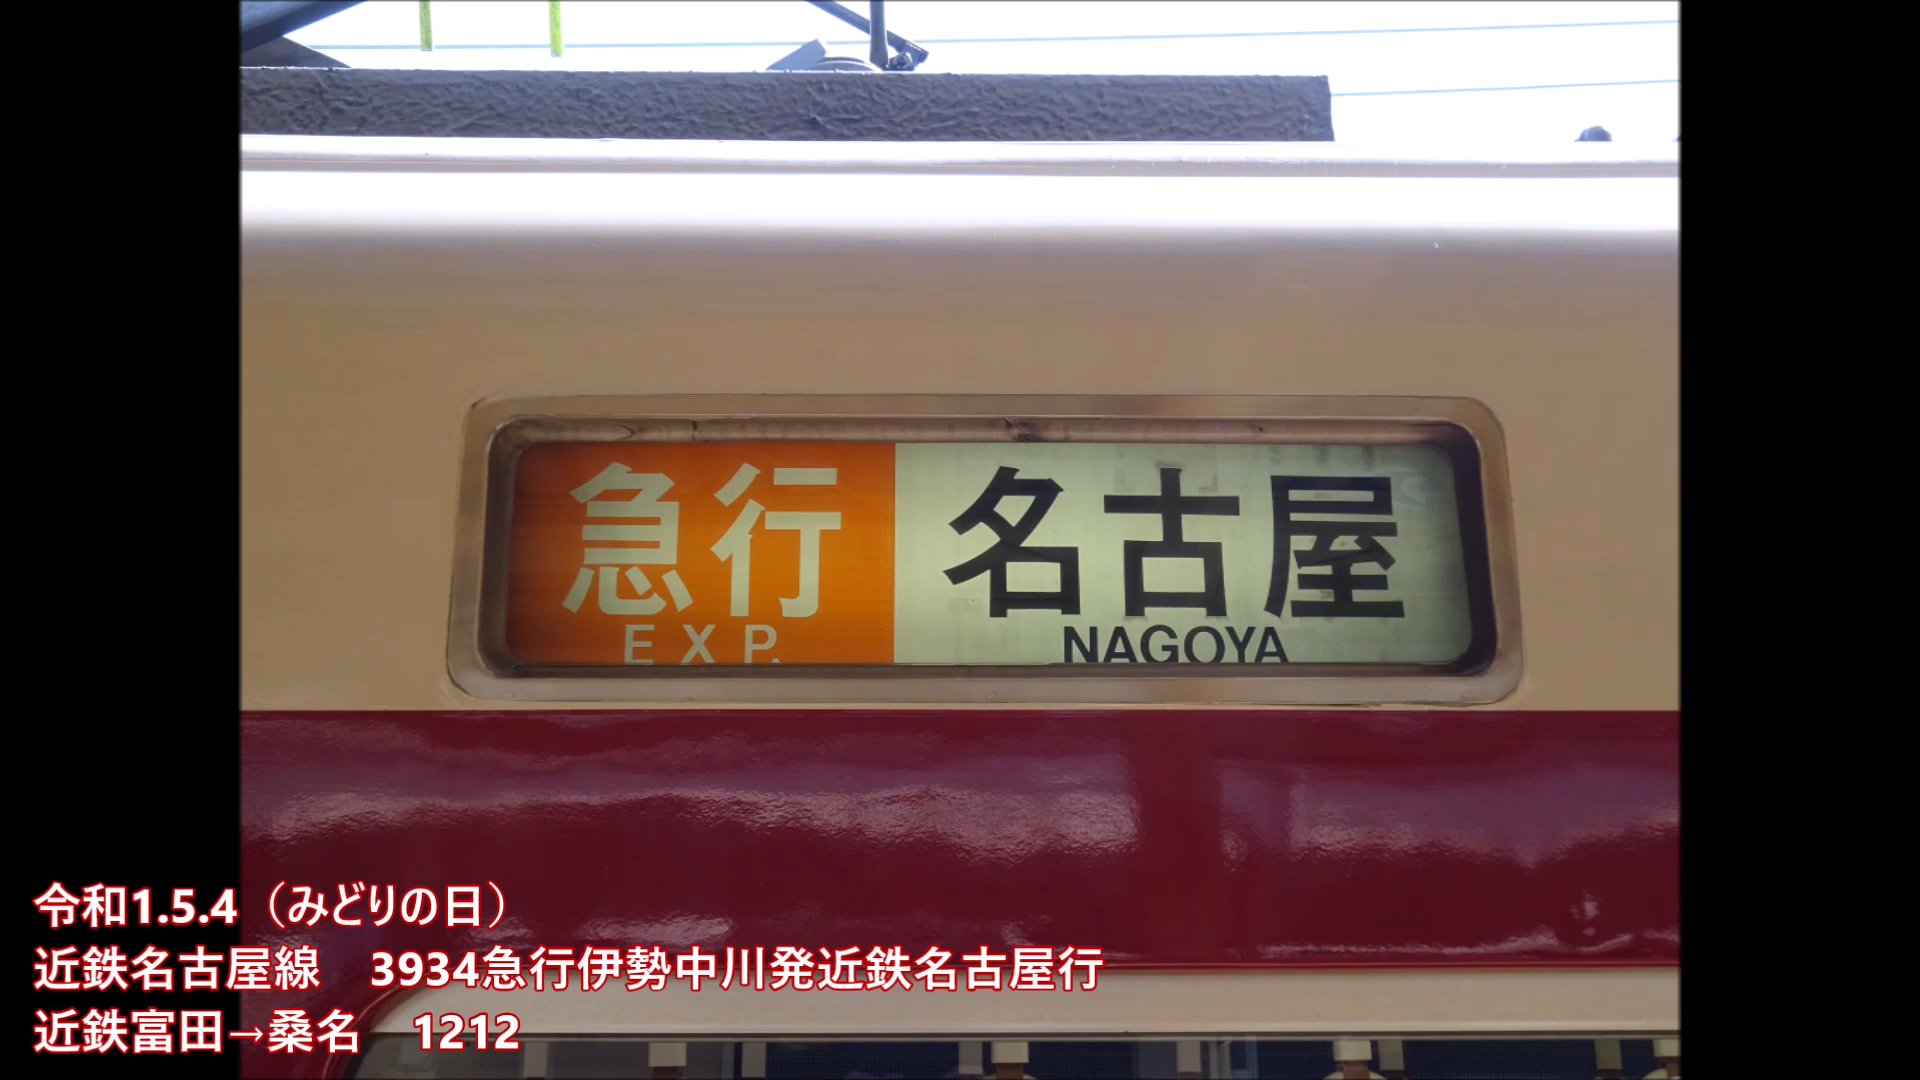 急行 名古屋
EXP. NAGOYA
令和1.5.4（みどりの日）
近鉄名古屋線　3934急行伊勢中川発近鉄名古屋行
近鉄富田→桑名　1212